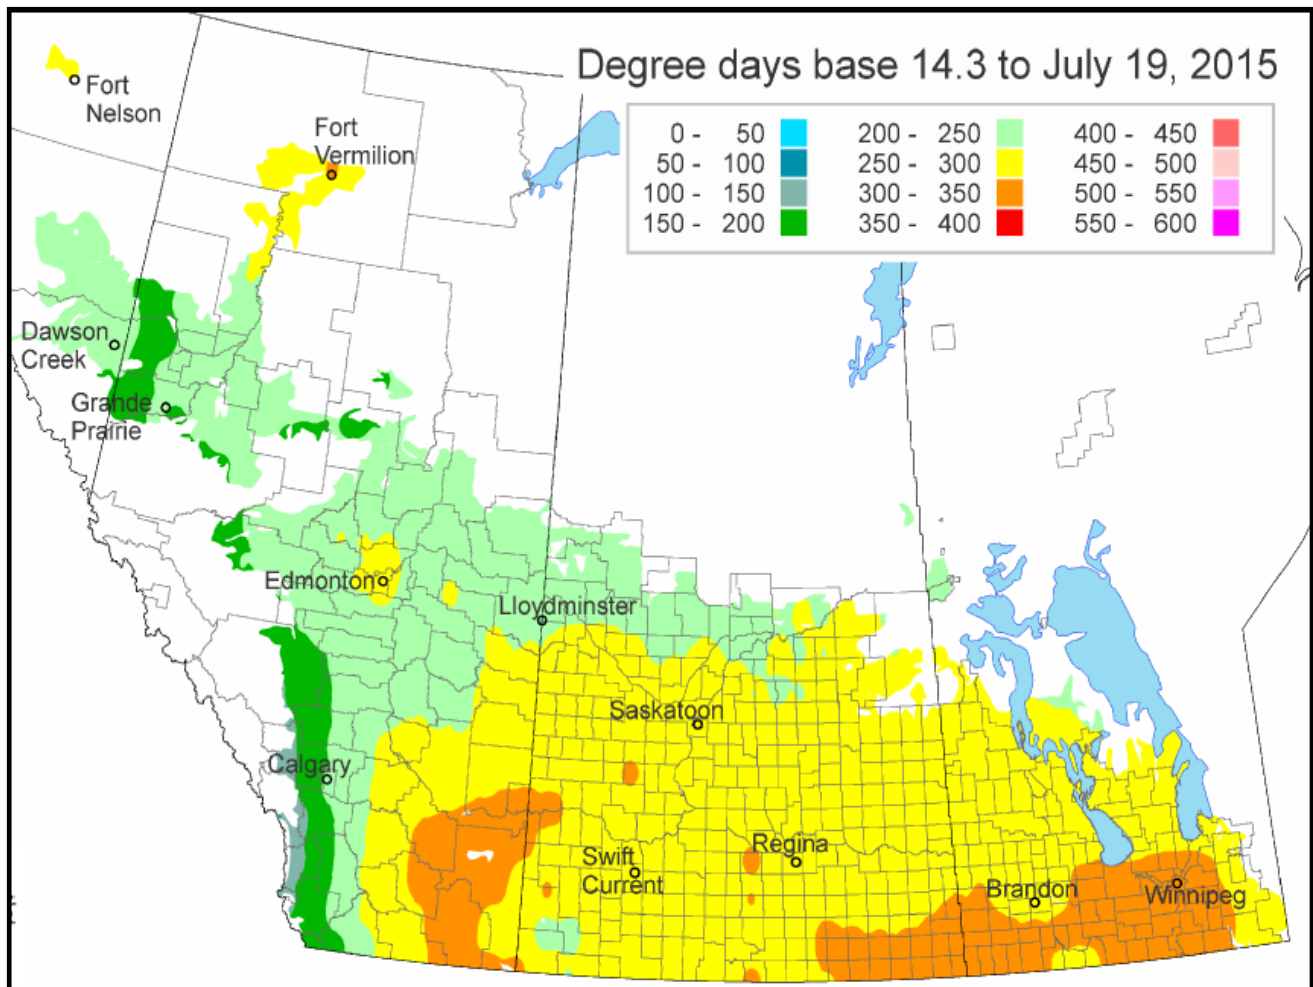 Degree days base 14.3 to July 19, 2015
0 - 50 200 - 250 400 - 450
50 - 100 250 - 300 450 - 500
100 - 150 300 - 350 500 - 550
150 - 200 350 - 400 550 - 600
Fort
Nelson
Fort
Vermilion
Dawson
Creek
Grande
Prairie
Edmonton
Lloydminster
Saskatoon
Calgary
Swift
Current
Regina
Brandon
Winnipeg